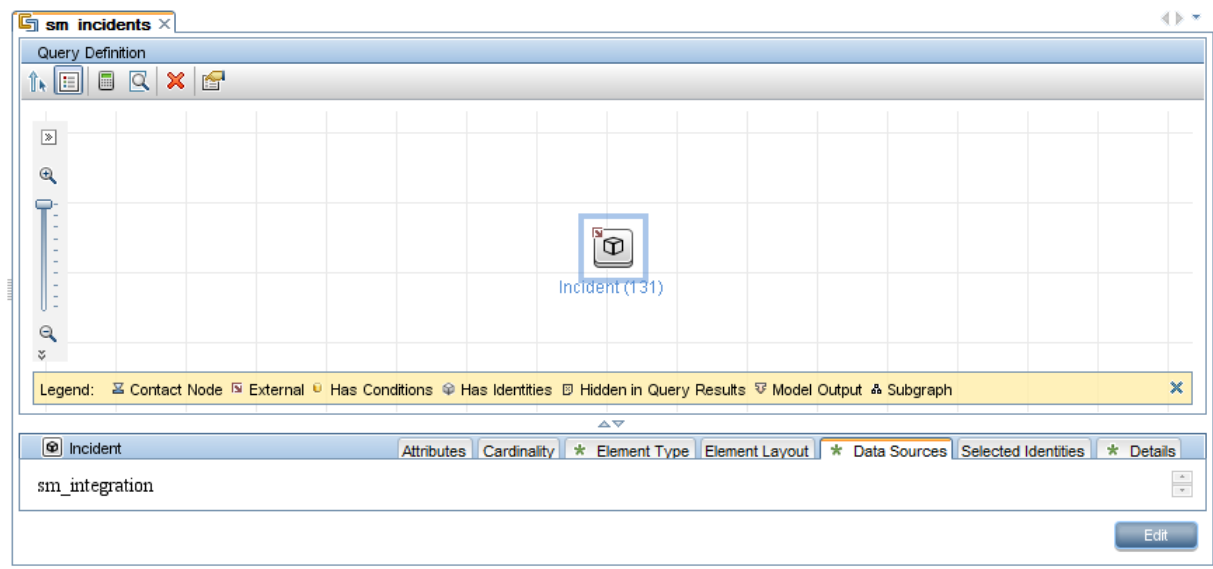 sm_incidents
Query Definition
Incident (131)
Legend: Contact Node External Has Conditions Has Identities Hidden in Query Results Model Output Subgraph
Incident Attributes Cardinality * Element Type Element Layout * Data Sources Selected Identities * Details
sm_integration
Edit